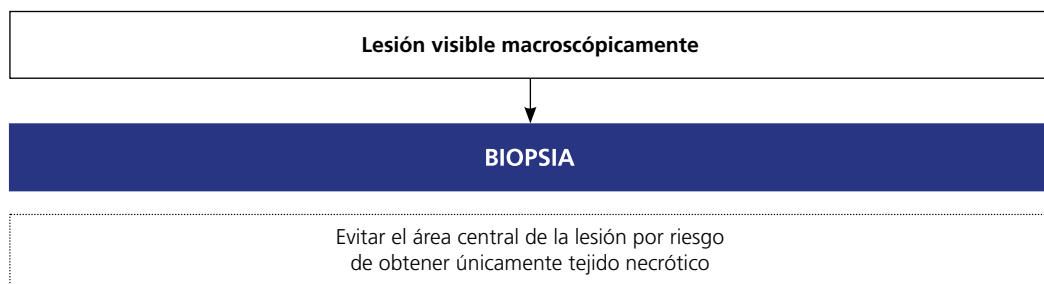 Lesión visible macroscópicamente
BIOPSIA
Evitar el área central de la lesión por riesgo
de obtener únicamente tejido necrótico